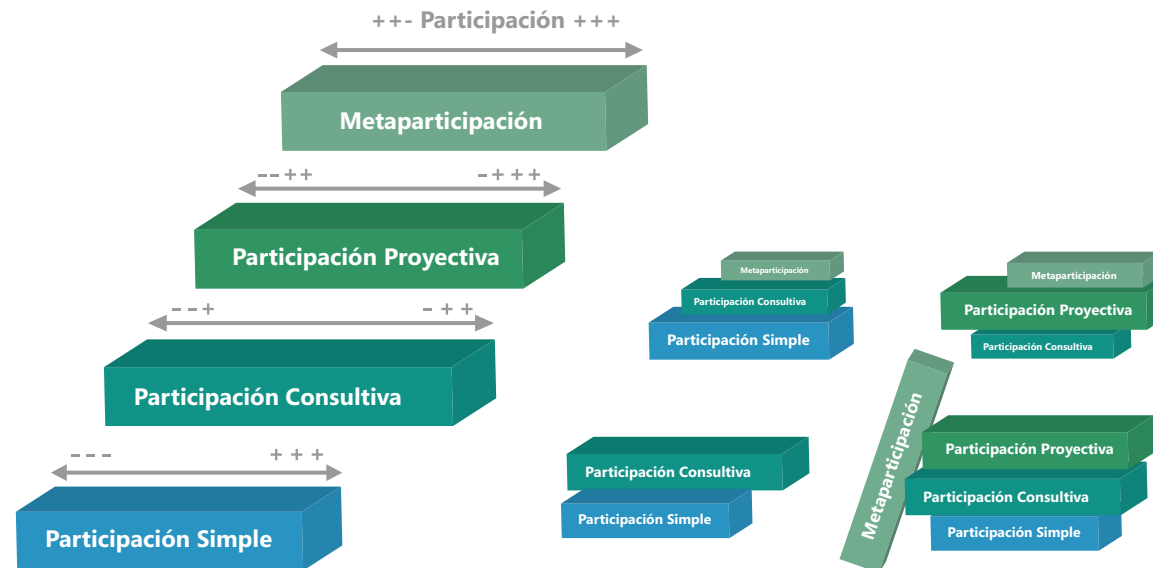 ++- Participación +++
Metaparticipación
--++ -+++
Participación Proyectiva
--+ -++
Participación Consultiva
--- +++
Participación Simple
Metaparticipación
Participación Consultiva
Participación Simple
Metaparticipación
Participación Proyectiva
Participación Consultiva
Participación Consultiva
Participación Simple
Metaparticipación
Participación Proyectiva
Participación Consultiva
Participación Simple